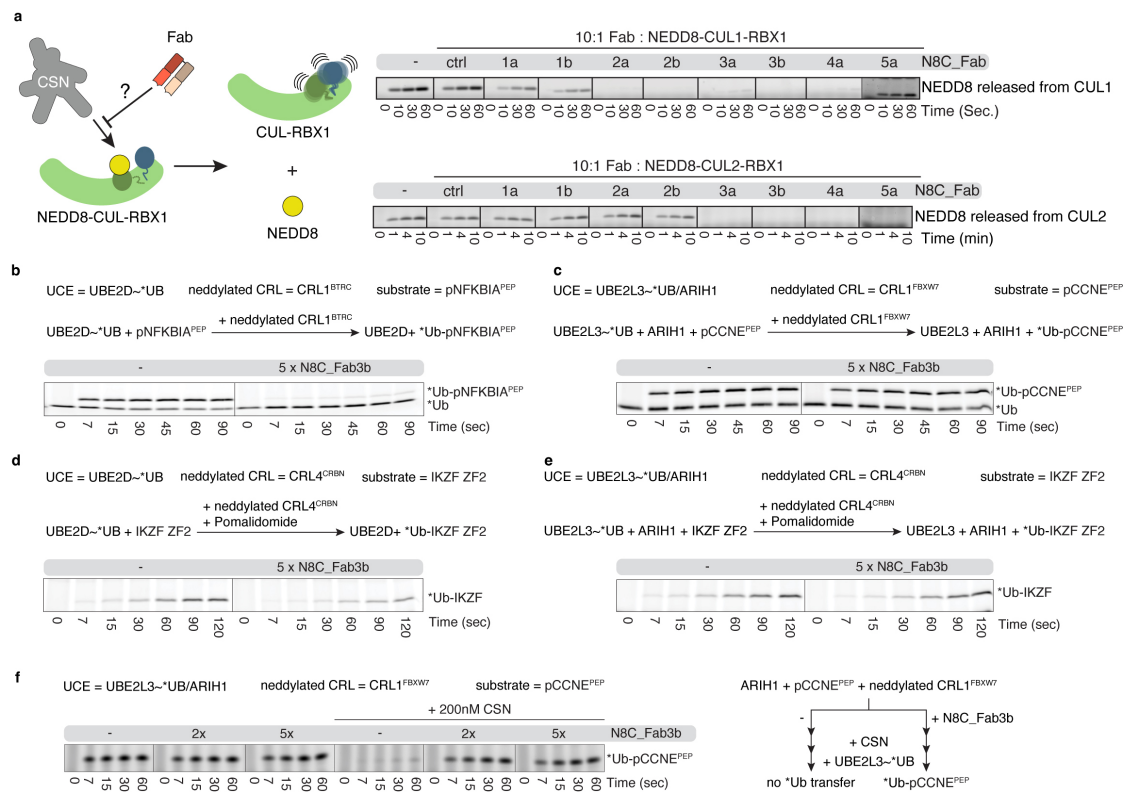 a
Fab
CSN
?
CUL-RBX1
+
NEDD8-CUL-RBX1
NEDD8
10:1 Fab : NEDD8-CUL1-RBX1
- ctrl 1a 1b 2a 2b 3a 3b 4a 5a N8C_Fab
NEDD8 released from CUL1
0 10 30 60 0 10 30 60 0 10 30 60 0 10 30 60 0 10 30 60 0 10 30 60 0 10 30 60 0 10 30 60 0 10 30 60 0 10 30 60 Time (Sec.)
10:1 Fab : NEDD8-CUL2-RBX1
- ctrl 1a 1b 2a 2b 3a 3b 4a 5a N8C_Fab
NEDD8 released from CUL2
0 1 4 10 0 1 4 10 0 1 4 10 0 1 4 10 0 1 4 10 0 1 4 10 0 1 4 10 0 1 4 10 0 1 4 10 0 1 4 10 Time (min)
b
UCE = UBE2D~*UB neddylated CRL = CRL1BTRC substrate = pNFKBIAPEP
+ neddylated CRL1BTRC
UBE2D~*UB + pNFKBIAPEP UBE2D+ *Ub-pNFKBIAPEP
- 5 x N8C_Fab3b
*Ub-pNFKBIAPEP
*Ub
0 7 15 30 45 60 90 0 7 15 30 45 60 90 Time (sec)
c
UCE = UBE2L3~*UB/ARIH1 neddylated CRL = CRL1FBXW7 substrate = pCCNEPEP
+ neddylated CRL1FBXW7
UBE2L3~*UB + ARIH1 + pCCNEPEP UBE2L3 + ARIH1 + *Ub-pCCNEPEP
- 5 x N8C_Fab3b
*Ub-pCCNEPEP
*Ub
0 7 15 30 45 60 90 0 7 15 30 45 60 90 Time (sec)
d
UCE = UBE2D~*UB neddylated CRL = CRL4CRBN substrate = IKZF ZF2
+ neddylated CRL4CRBN
+ Pomalidomide
UBE2D~*UB + IKZF ZF2 UBE2D+ *Ub-IKZF ZF2
- 5 x N8C_Fab3b
*Ub-IKZF
0 7 15 30 60 90 120 0 7 15 30 60 90 120 Time (sec)
e
UCE = UBE2L3~*UB/ARIH1 neddylated CRL = CRL4CRBN substrate = IKZF ZF2
+ neddylated CRL4CRBN
+ Pomalidomide
UBE2L3~*UB + ARIH1 + IKZF ZF2 UBE2L3 + ARIH1 + *Ub-IKZF ZF2
- 5 x N8C_Fab3b
*Ub-IKZF
0 7 15 30 60 90 120 0 7 15 30 60 90 120 Time (sec)
f
UCE = UBE2L3~*UB/ARIH1 neddylated CRL = CRL1FBXW7 substrate = pCCNEPEP
+ 200nM CSN
- 2x 5x - 2x 5x N8C_Fab3b
*Ub-pCCNEPEP
0 7 15 30 60 0 7 15 30 60 0 7 15 30 60 0 7 15 30 60 0 7 15 30 60 0 7 15 30 60 Time (sec)
ARIH1 + pCCNEPEP + neddylated CRL1FBXW7
- + N8C_Fab3b
+ CSN
+ UBE2L3~*UB
no *Ub transfer *Ub-pCCNEPEP